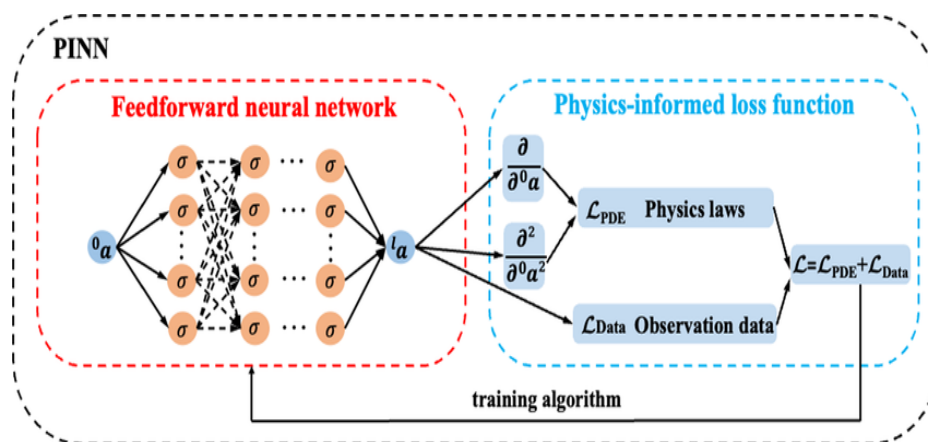 PINN
Feedforward neural network
Physics-informed loss function
⁰a
σ σ ··· σ
σ σ ··· σ
σ σ ··· σ
σ σ ··· σ
ˡa
∂
∂⁰a
∂²
∂⁰a²
ℒPDE Physics laws
ℒData Observation data
ℒ=ℒPDE+ℒData
training algorithm